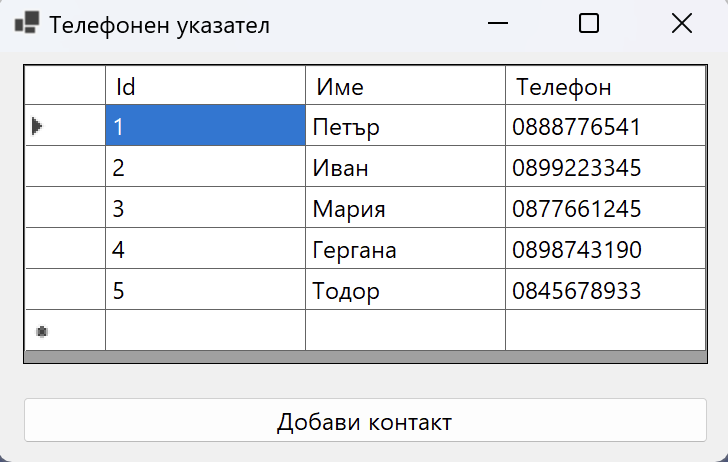 Телефонен указател
Id Име Телефон
1 Петър 0888776541
2 Иван 0899223345
3 Мария 0877661245
4 Гергана 0898743190
5 Тодор 0845678933
Добави контакт